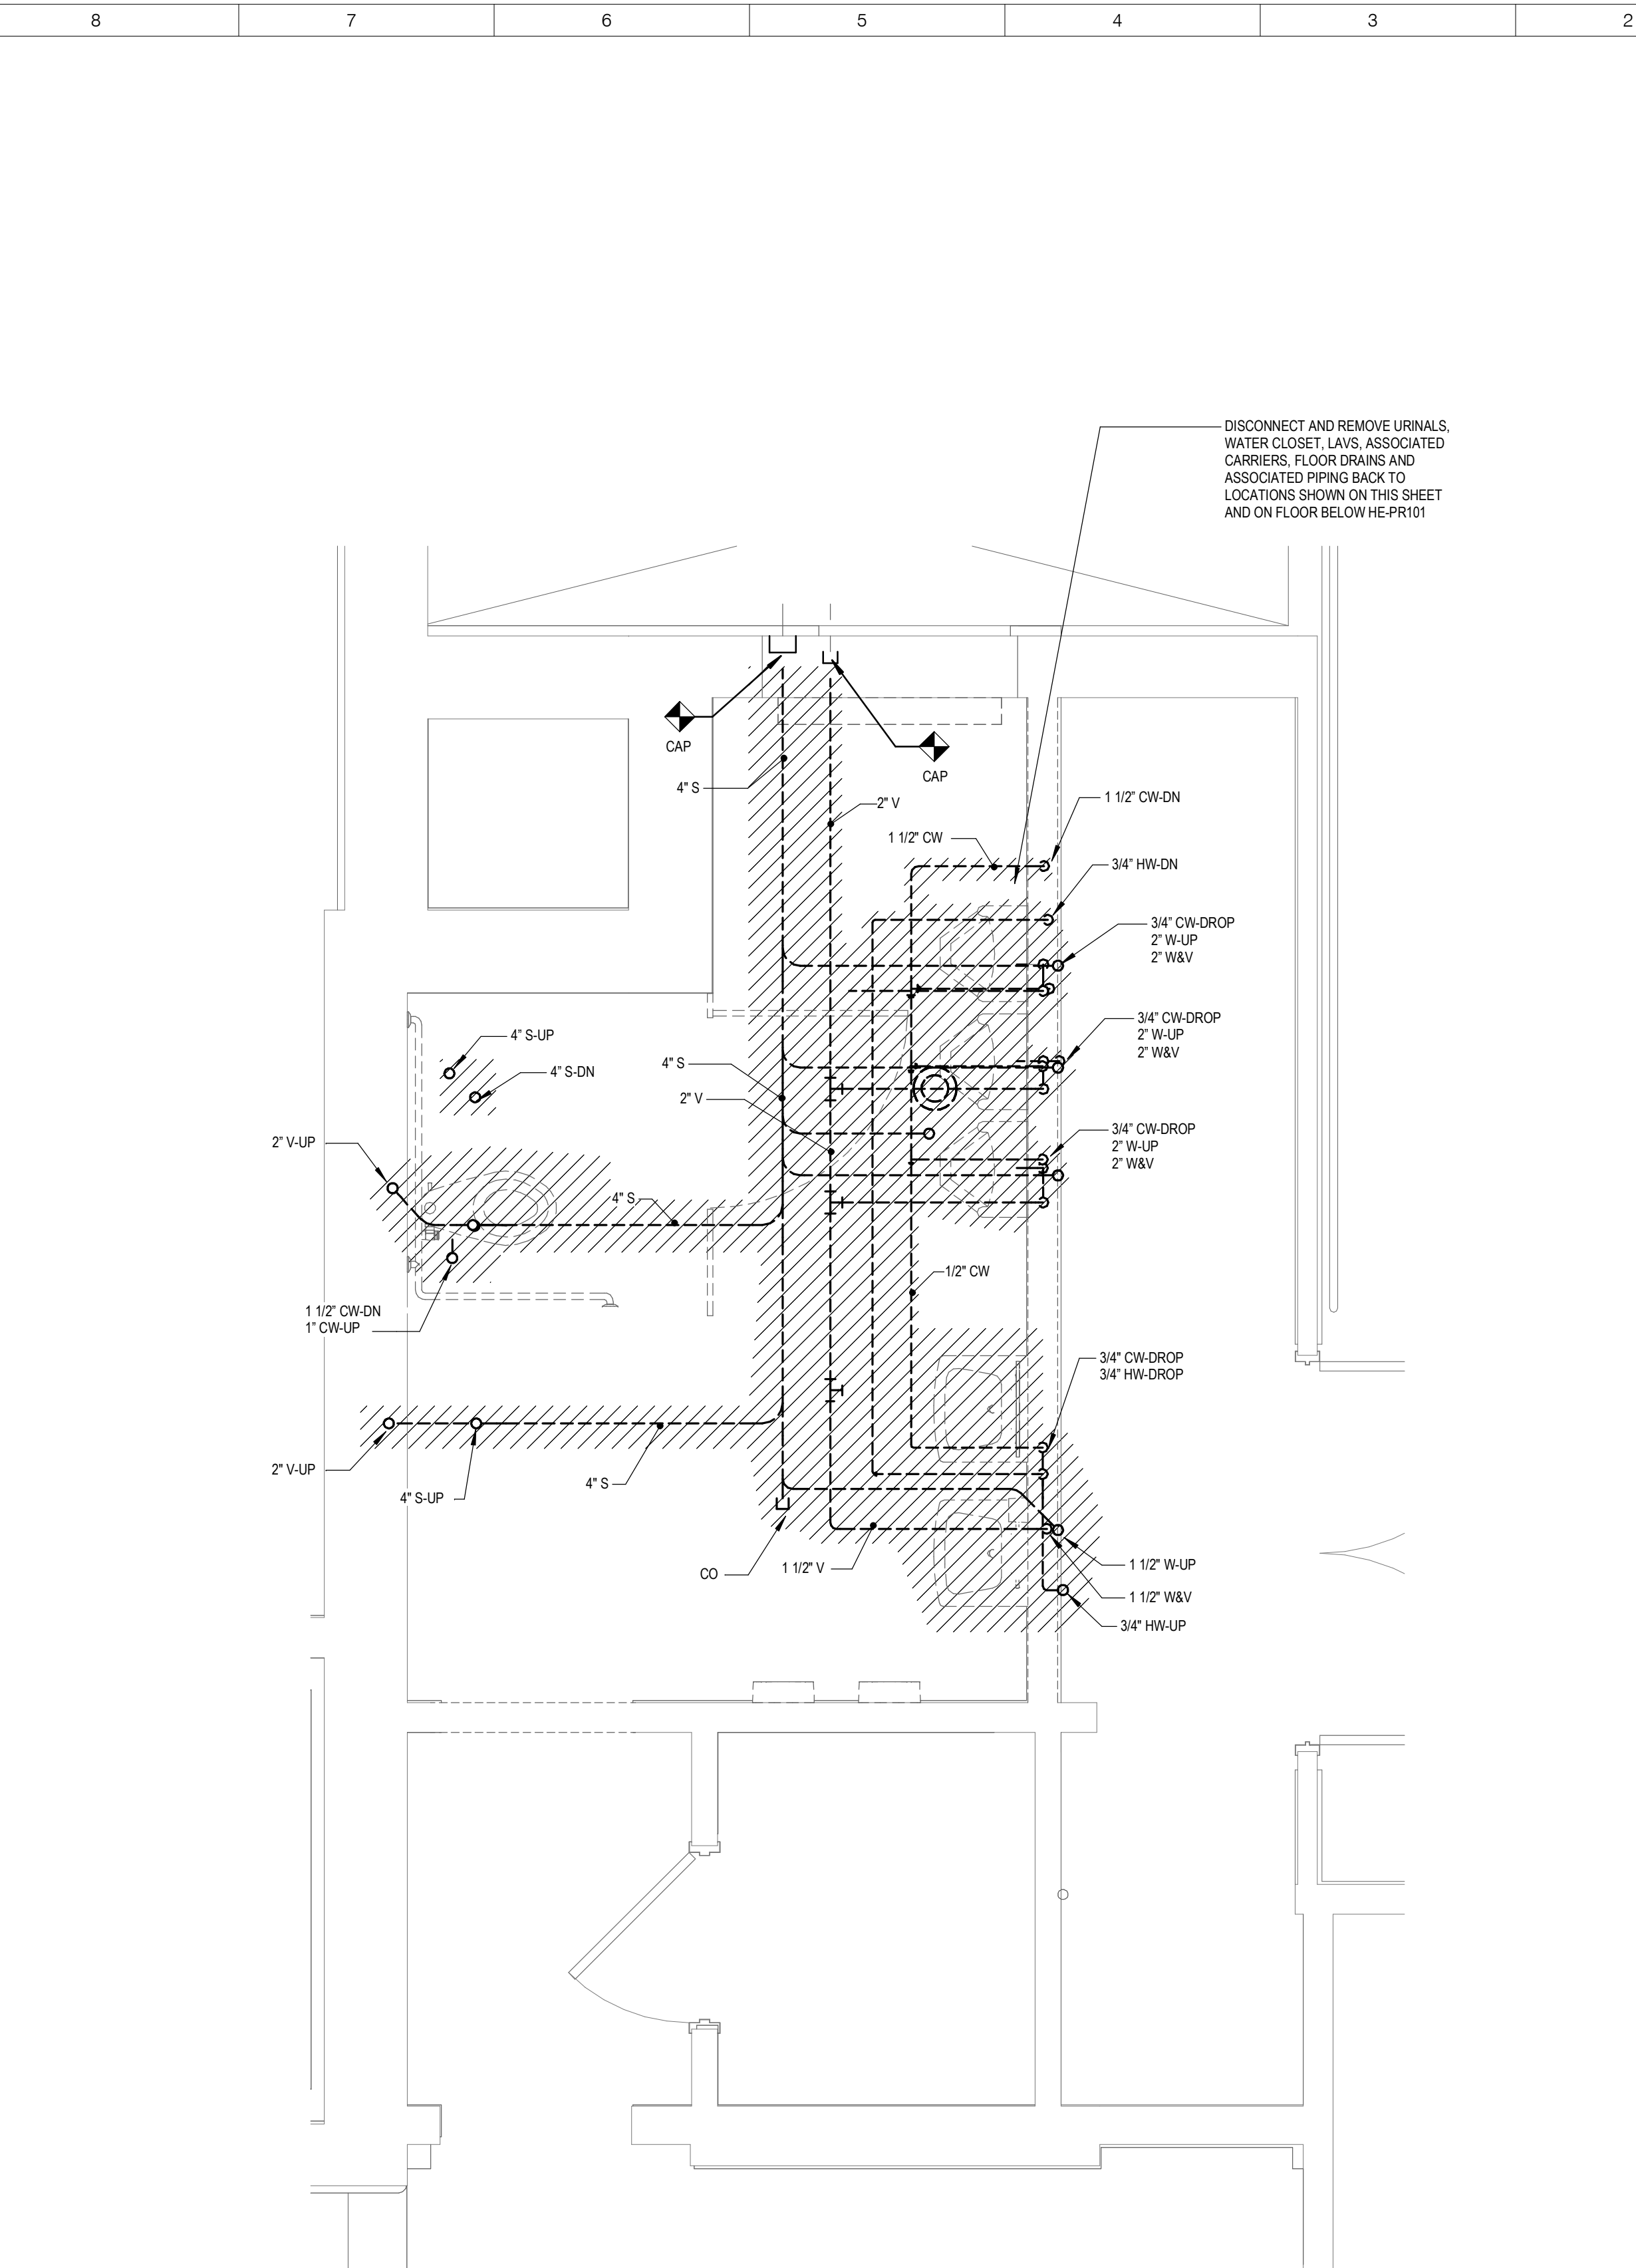 8
7
6
5
4
3
2
DISCONNECT AND REMOVE URINALS,
WATER CLOSET, LAVS, ASSOCIATED
CARRIERS, FLOOR DRAINS AND
ASSOCIATED PIPING BACK TO
LOCATIONS SHOWN ON THIS SHEET
AND ON FLOOR BELOW HE-PR101
CAP
CAP
4" S
2" V
1 1/2" CW-DN
1 1/2" CW
3/4" HW-DN
3/4" CW-DROP
2" W-UP
2" W&V
4" S-UP
4" S-DN
4" S
2" V
3/4" CW-DROP
2" W-UP
2" W&V
2" V-UP
3/4" CW-DROP
2" W-UP
2" W&V
4" S
1/2" CW
1 1/2" CW-DN
1" CW-UP
3/4" CW-DROP
3/4" HW-DROP
2" V-UP
4" S-UP
4" S
CO
1 1/2" V
1 1/2" W-UP
1 1/2" W&V
3/4" HW-UP